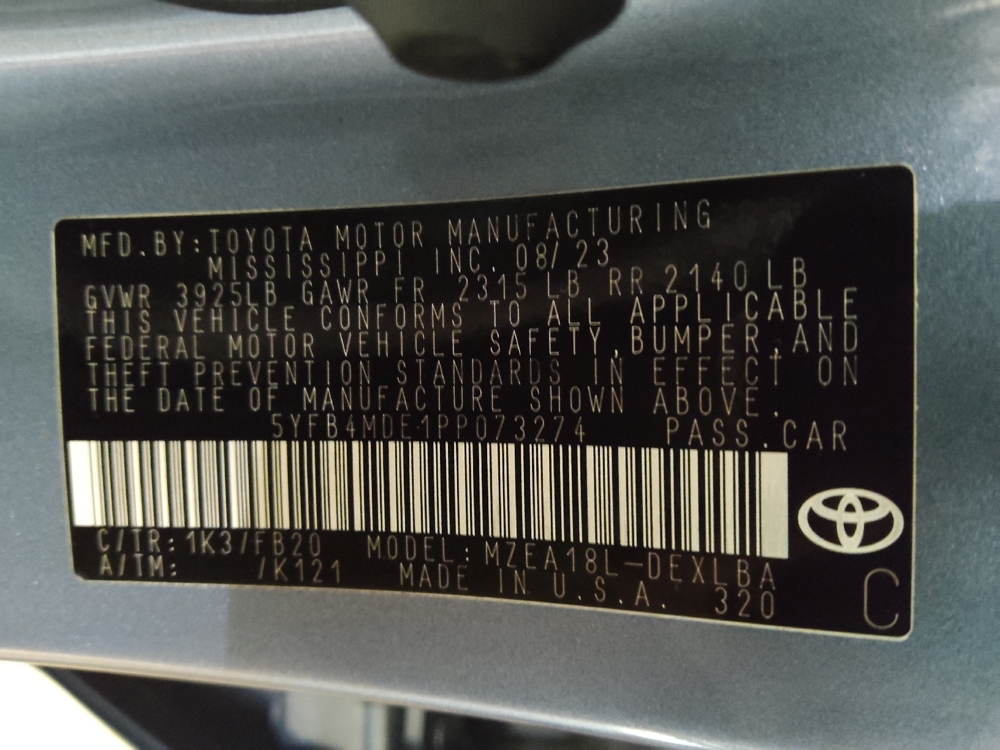 MFD.BY:TOYOTA MOTOR MANUFACTURING
MISSISSIPPI INC. 08/23
GVWR 3925LB GAWR FR 2315 LB RR 2140 LB
THIS VEHICLE CONFORMS TO ALL APPLICABLE
FEDERAL MOTOR VEHICLE SAFETY,BUMPER,AND
THEFT PREVENTION STANDARDS IN EFFECT ON
THE DATE OF MANUFACTURE SHOWN ABOVE.
5YFB4MDE1PP073274 PASS.CAR
C/TR:1K3/FB20 MODEL:MZEA18L-DEXLBA
A/TM: /K121 MADE IN U.S.A. 320
C